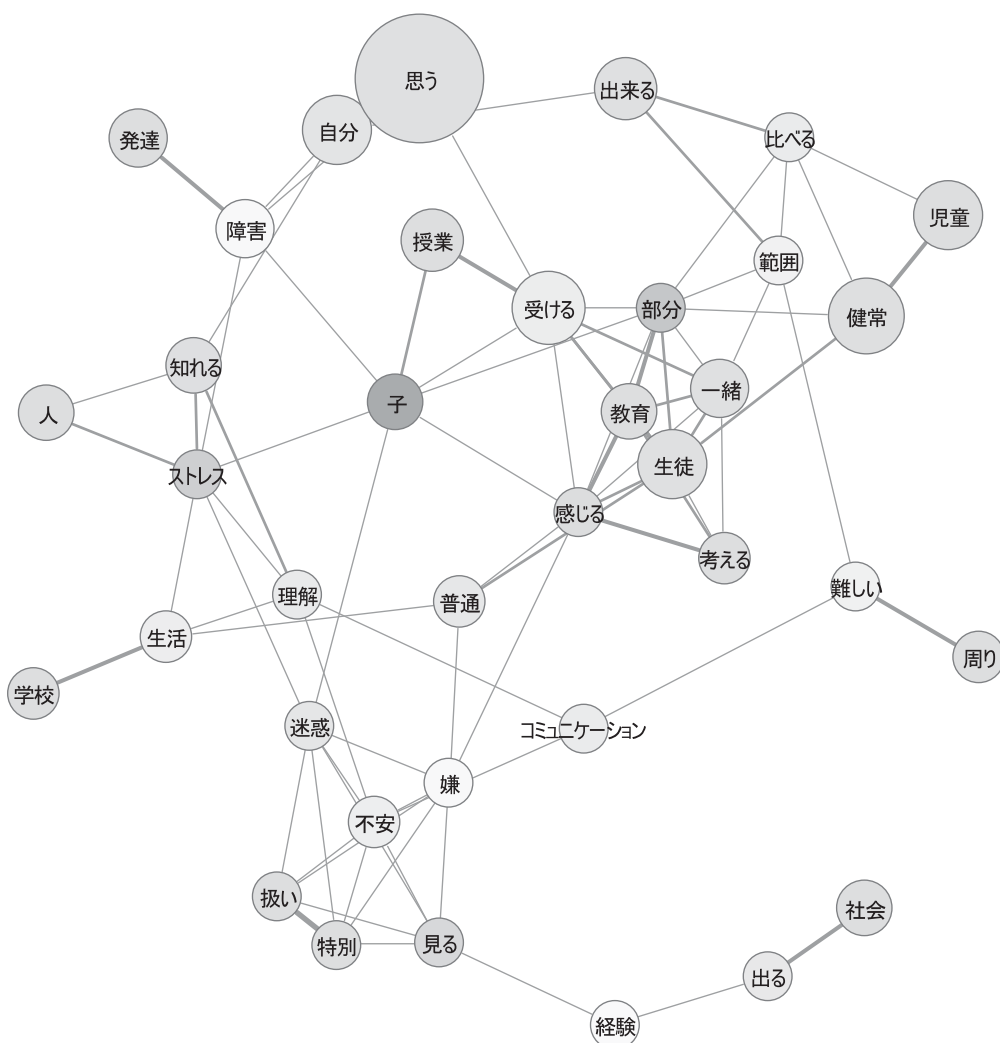 思う
出来る
自分
発達
比べる
児童
障害
授業
範囲
受ける
部分
健常
知れる
一緒
子
人
教育
生徒
ストレス
感じる
考える
理解
普通
難しい
生活
周り
学校
迷惑
コミュニケーション
嫌
不安
扱い
社会
特別
見る
出る
経験